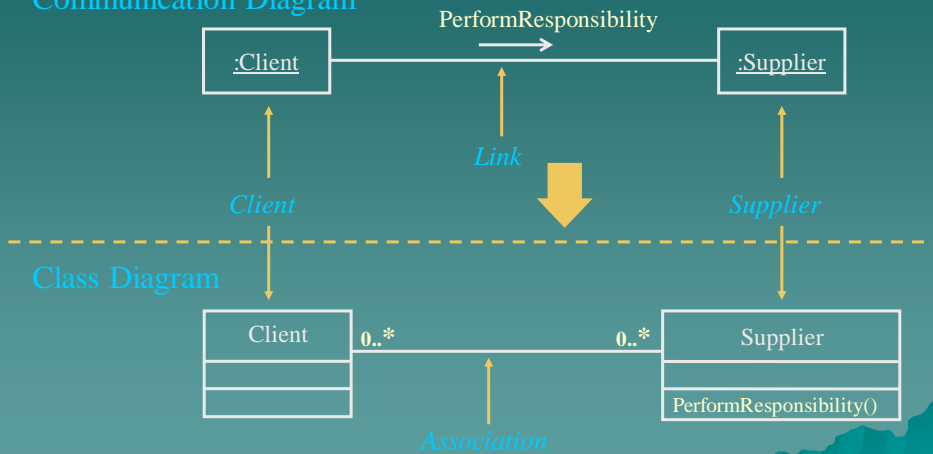 Communication Diagram
PerformResponsibility
:Client
:Supplier
Link
Client
Supplier
Class Diagram
Client
0..*
0..*
Supplier
PerformResponsibility()
Association